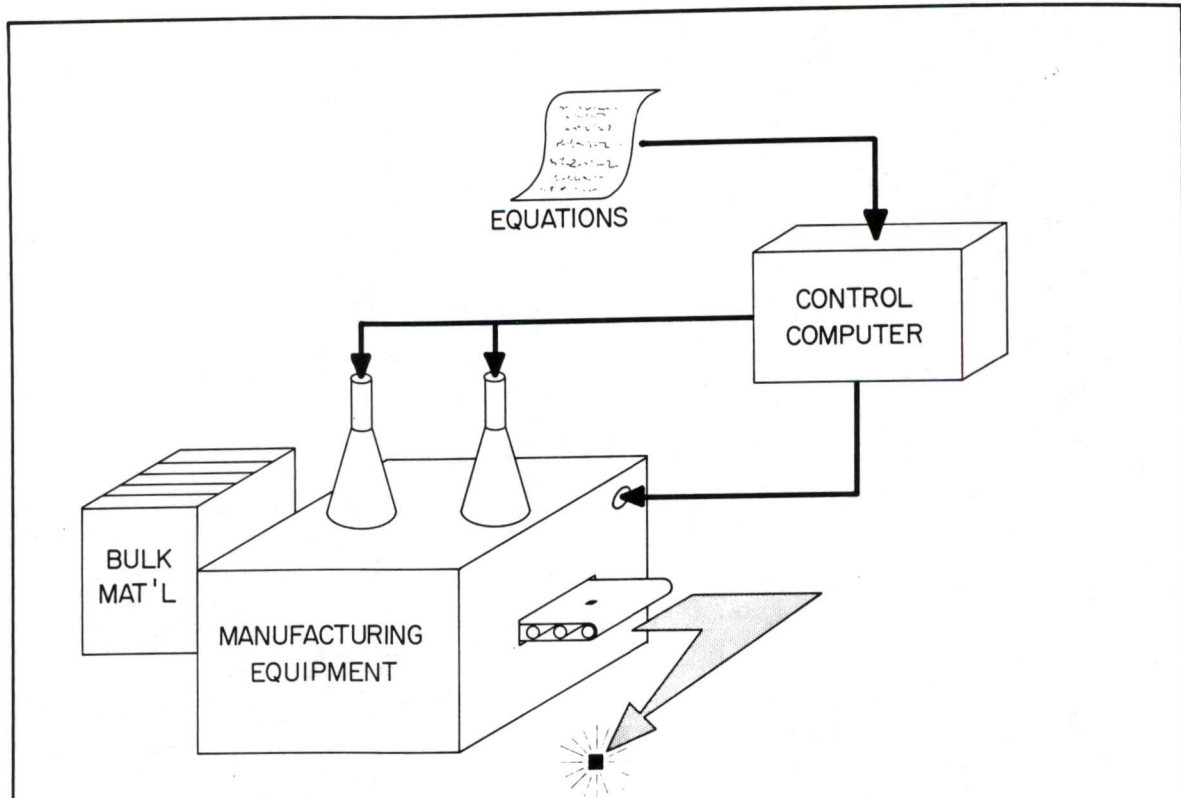 EQUATIONS
CONTROL
COMPUTER
BULK
MAT'L
MANUFACTURING
EQUIPMENT